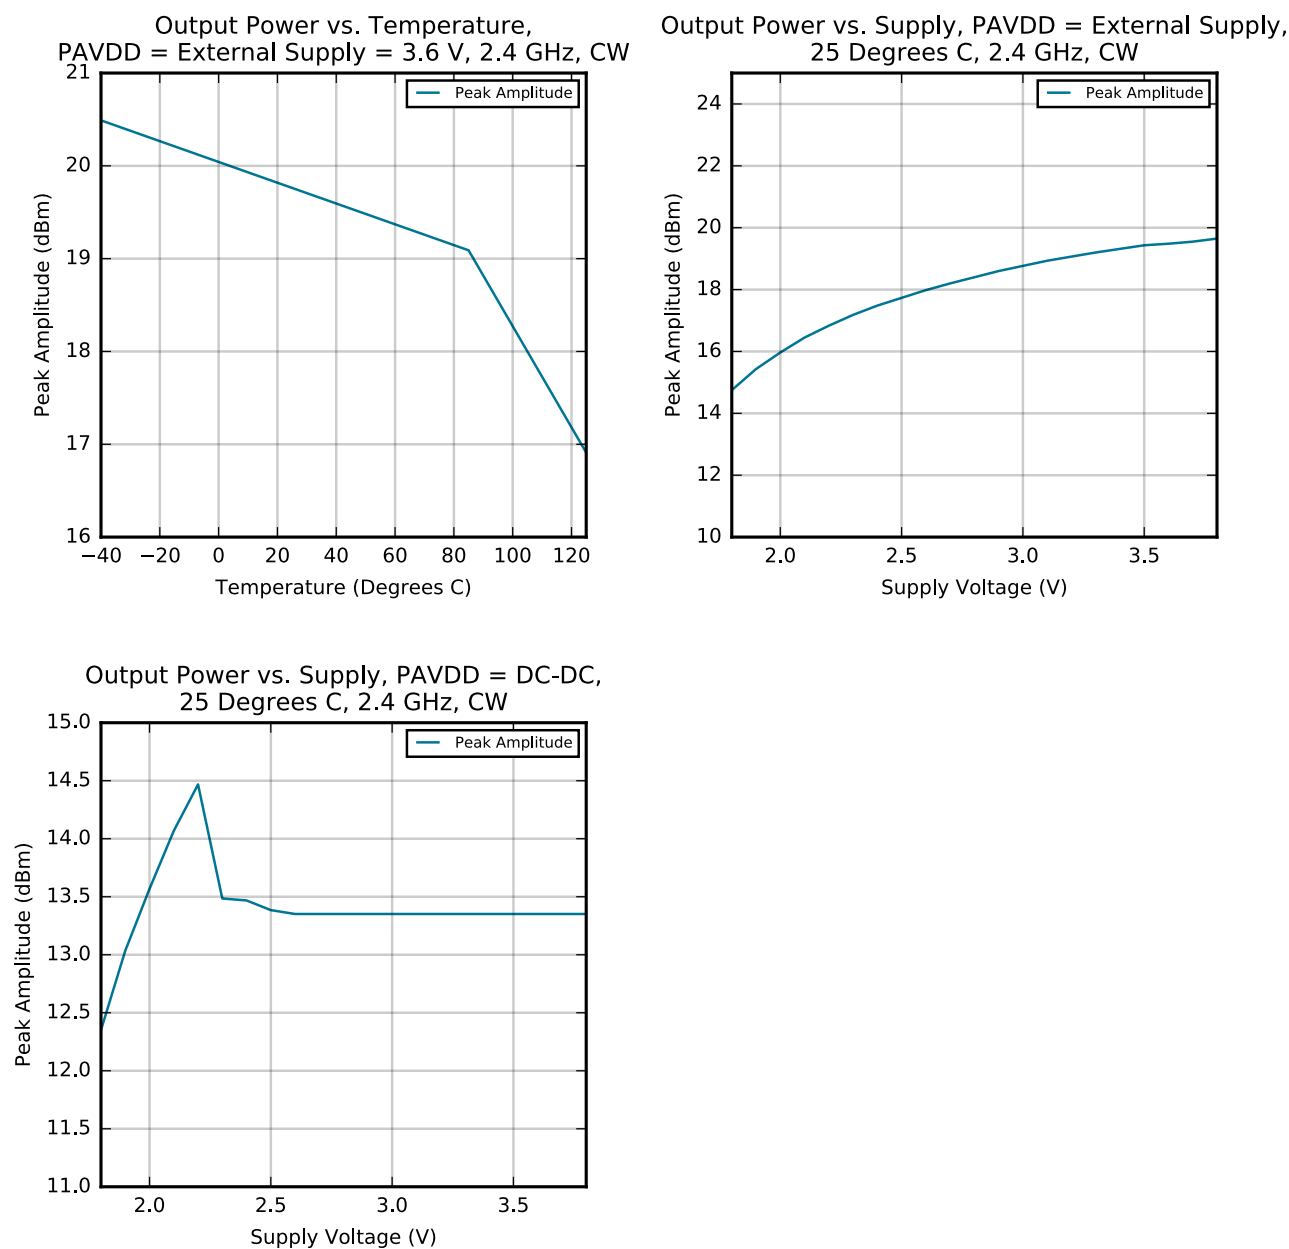 Output Power vs. Temperature,
PAVDD = External Supply = 3.6 V, 2.4 GHz, CW
21
20
19
18
17
16
Peak Amplitude (dBm)
Peak Amplitude
−40 −20 0 20 40 60 80 100 120
Temperature (Degrees C)
Output Power vs. Supply, PAVDD = External Supply,
25 Degrees C, 2.4 GHz, CW
24
22
20
18
16
14
12
10
Peak Amplitude (dBm)
Peak Amplitude
2.0 2.5 3.0 3.5
Supply Voltage (V)
Output Power vs. Supply, PAVDD = DC-DC,
25 Degrees C, 2.4 GHz, CW
15.0
14.5
14.0
13.5
13.0
12.5
12.0
11.5
11.0
Peak Amplitude (dBm)
Peak Amplitude
2.0 2.5 3.0 3.5
Supply Voltage (V)